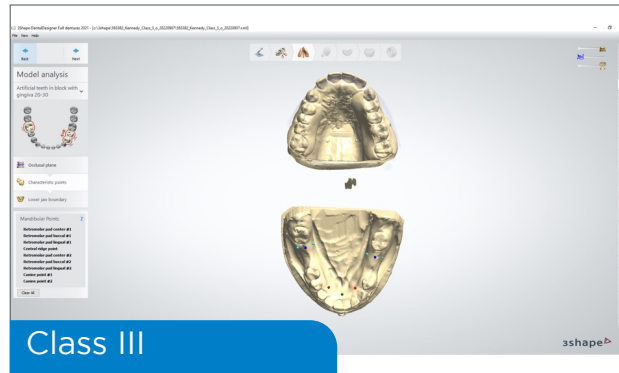 3Shape DentalDesigner Full dentures 2021 - [c:\3shape\383382_Kennedy_Class_3_o_20220907\383382_Kennedy_Class_3_o_20220907.xml]
File View Help
Back
Next
Model analysis
Artificial teeth in block with
gingiva 20-30
Occlusal plane
Characteristic points
Lower jaw boundary
Mandibular Points
Retromolar pad center #1
Retromolar pad buccal #1
Retromolar pad lingual #1
Central ridge point
Retromolar pad center #2
Retromolar pad buccal #2
Retromolar pad lingual #2
Canine point #1
Canine point #2
Clear All
Class III
3shape